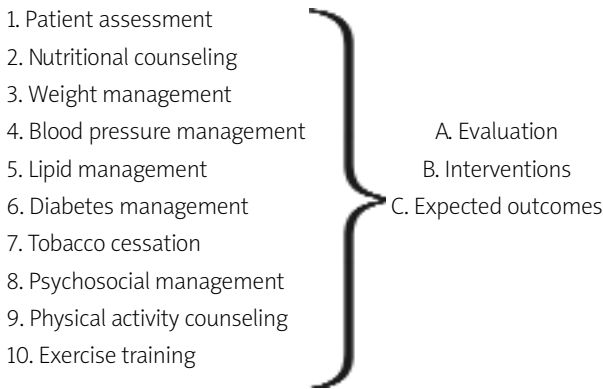 1. Patient assessment
2. Nutritional counseling
3. Weight management
4. Blood pressure management
5. Lipid management
6. Diabetes management
7. Tobacco cessation
8. Psychosocial management
9. Physical activity counseling
10. Exercise training
A. Evaluation
B. Interventions
C. Expected outcomes